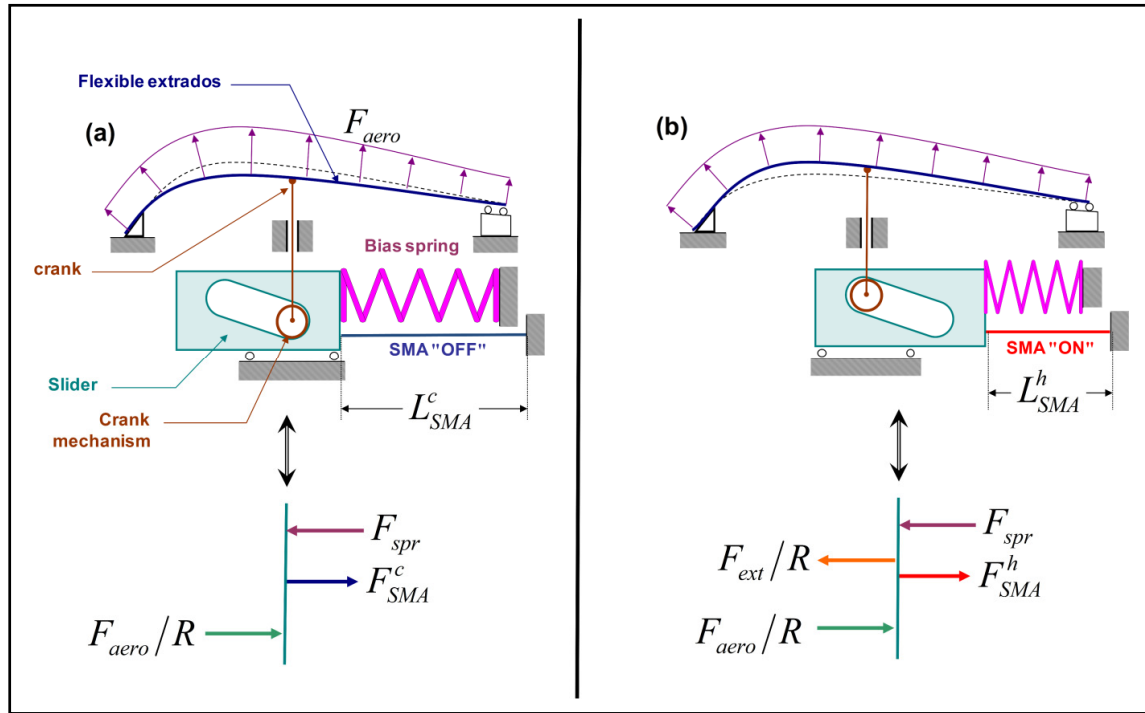 Flexible extrados
(a)
F_aero
Bias spring
crank
SMA "OFF"
Slider
L^c_SMA
Crank
mechanism
F_spr
F^c_SMA
F_aero/R
(b)
SMA "ON"
L^h_SMA
F_spr
F_ext/R
F^h_SMA
F_aero/R